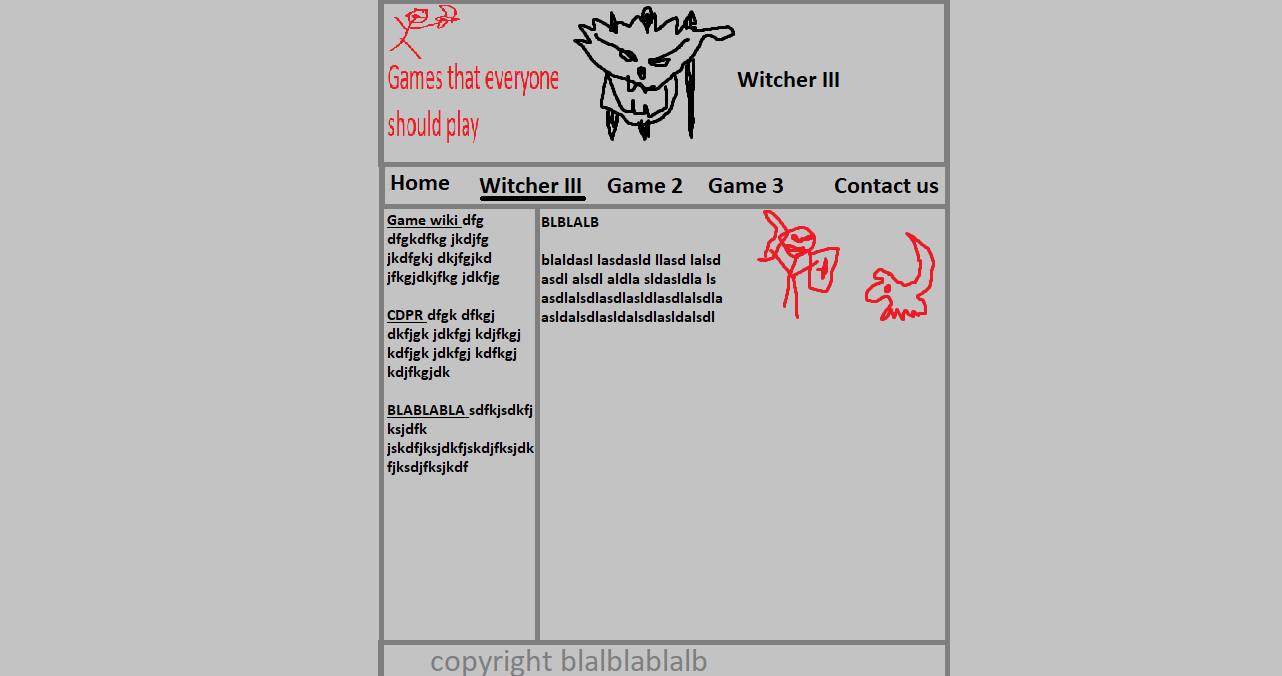 Games that everyone
should play
Witcher III
Home Witcher III Game 2 Game 3 Contact us
Game wiki dfg
dfgkdfkg jkdjfg
jkdfgkj dkjfgjkd
jfkgjdkjfkg jdkfjg
CDPR dfgk dfkgj
dkfjgk jdkfgj kdjfkgj
kdfjgk jdkfgj kdfkgj
kdjfkgjdk
BLABLABLA sdfkjsdkfj
ksjdfk
jskdfjksjdkfjskdjfksjdk
fjksdjfksjkdf
BLBLALB
blaldasl lasdasld llasd lalsd
asdl alsdl aldla sldasldla ls
asdlalsdlasdlasldlasdlalsdla
asldalsdlasldalsdlasldalsdl
copyright blalblablalb